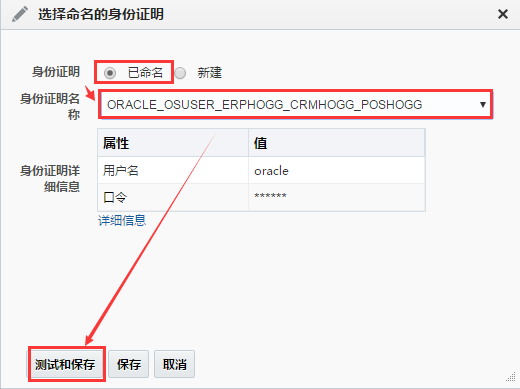 选择命名的身份证明
身份证明 已命名 新建
身份证明名称 ORACLE_OSUSER_ERPHOGG_CRMHOGG_POSHOGG
身份证明详细信息
属性 值
用户名 oracle
口令 ******
详细信息
测试和保存 保存 取消